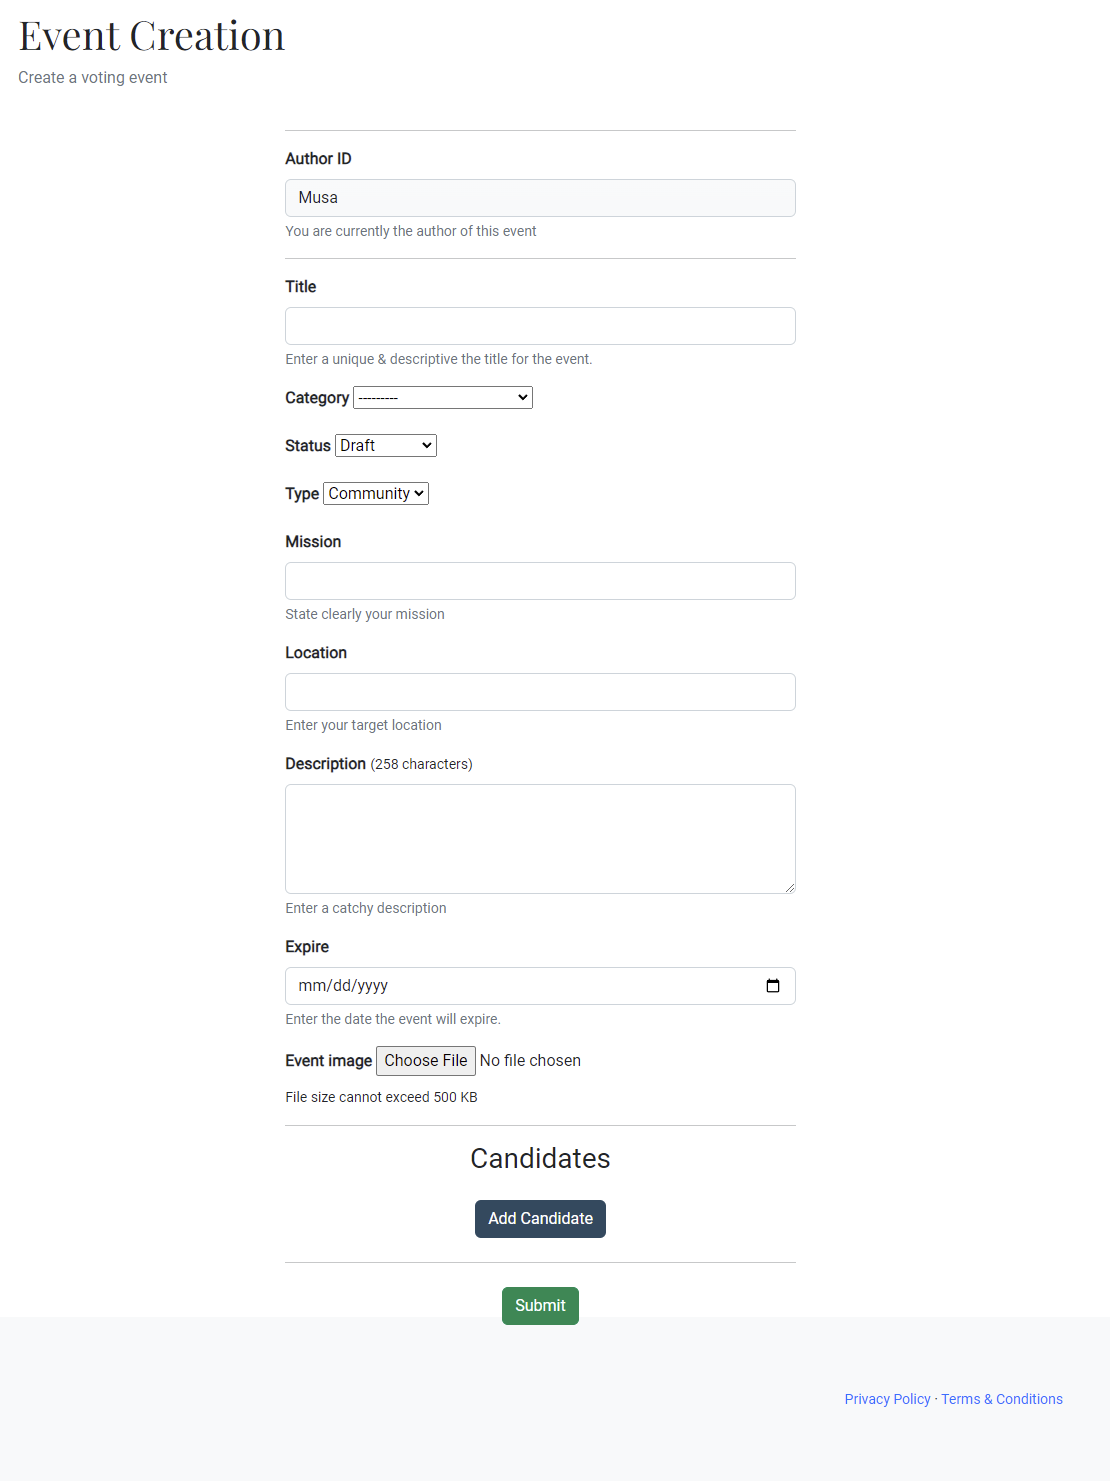 Event Creation
Create a voting event
Author ID
Musa
You are currently the author of this event
Title
Enter a unique & descriptive the title for the event.
Category ---------
Status Draft
Type Community
Mission
State clearly your mission
Location
Enter your target location
Description (258 characters)
Enter a catchy description
Expire
mm/dd/yyyy
Enter the date the event will expire.
Event image Choose File No file chosen
File size cannot exceed 500 KB
Candidates
Add Candidate
Submit
Privacy Policy · Terms & Conditions